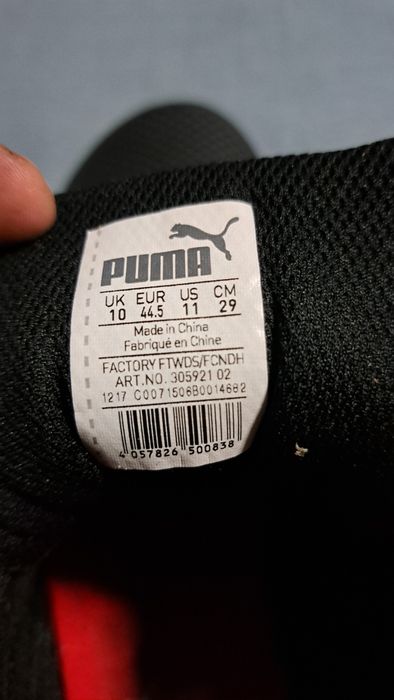 PUMA
UK EUR US CM
10 44.5 11 29
Made in China
Fabriqué en Chine
FACTORY FTWDS/FCNDH
ART.NO. 305921 02
1217 C0071506B0014682
4 057826 500838